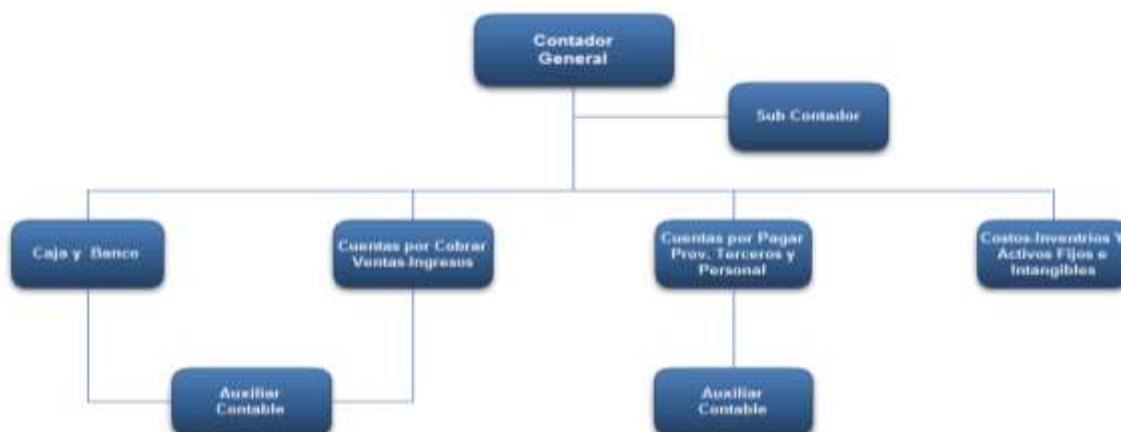 Contador
General
Sub Contador
Caja y Banco
Cuentas por Cobrar
Ventas-Ingresos
Cuentas por Pagar
Prov. Terceros y
Personal
Costos-Inventrios Y
Activos Fijos e
Intangibles
Auxiliar
Contable
Auxiliar
Contable